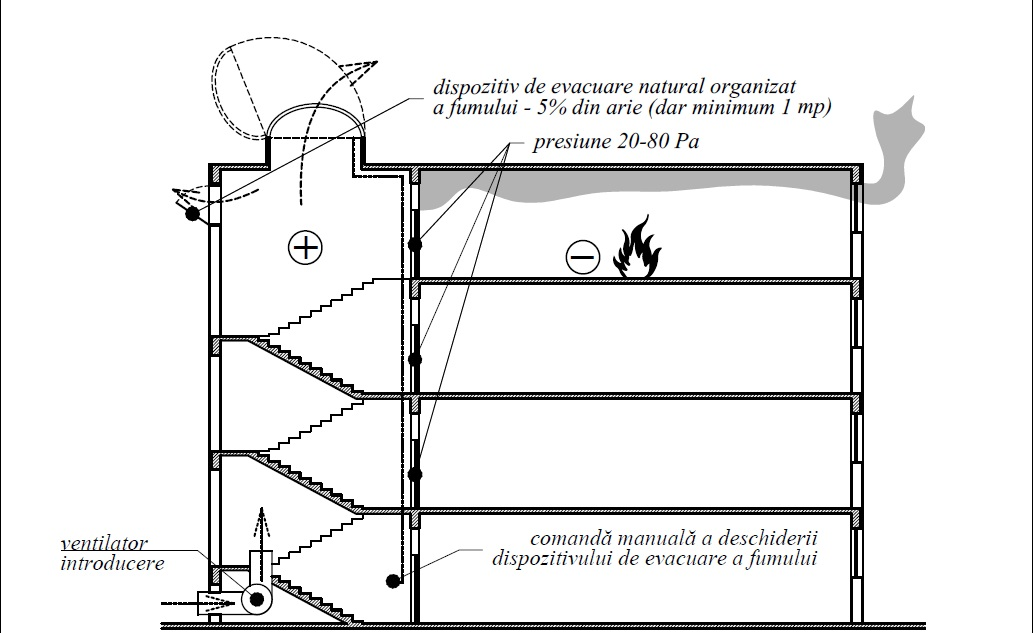 dispozitiv de evacuare natural organizat
a fumului - 5% din arie (dar minimum 1 mp)
presiune 20-80 Pa
ventilator
introducere
comandă manuală a deschiderii
dispozitivului de evacuare a fumului